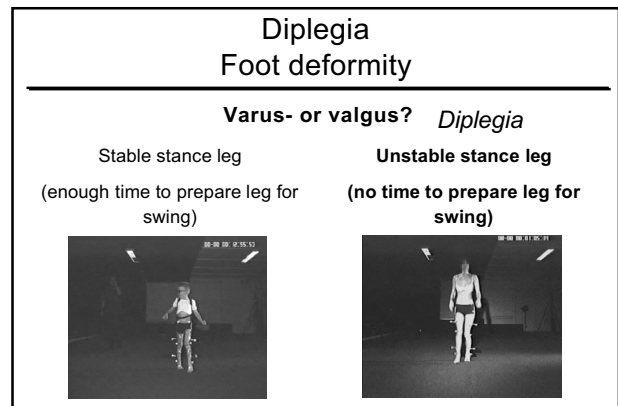 Diplegia
Foot deformity
Varus- or valgus?
Diplegia
Stable stance leg
(enough time to prepare leg for
swing)
Unstable stance leg
(no time to prepare leg for
swing)